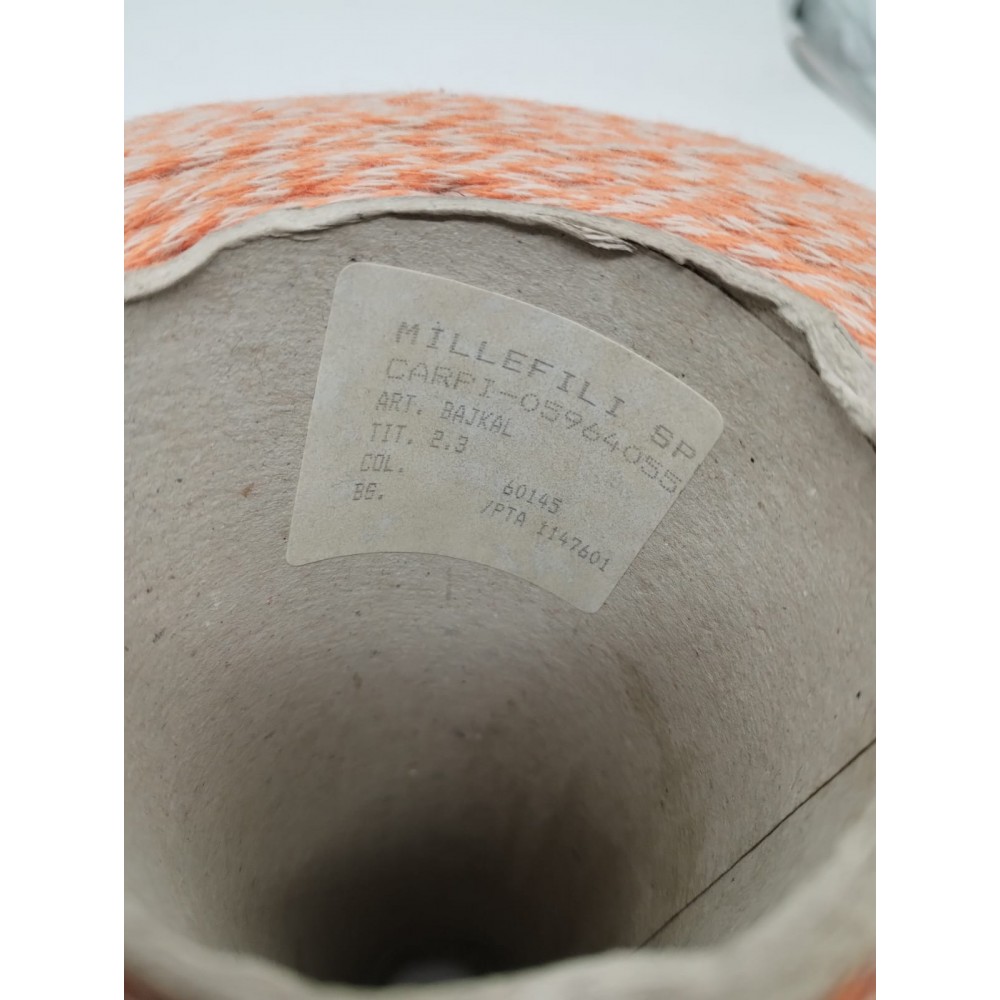 MILLEFILI SP
CARPI-05964055
ART. BAJKAL
TIT. 2.3
COL. 60145
BG. /PTA 1147601